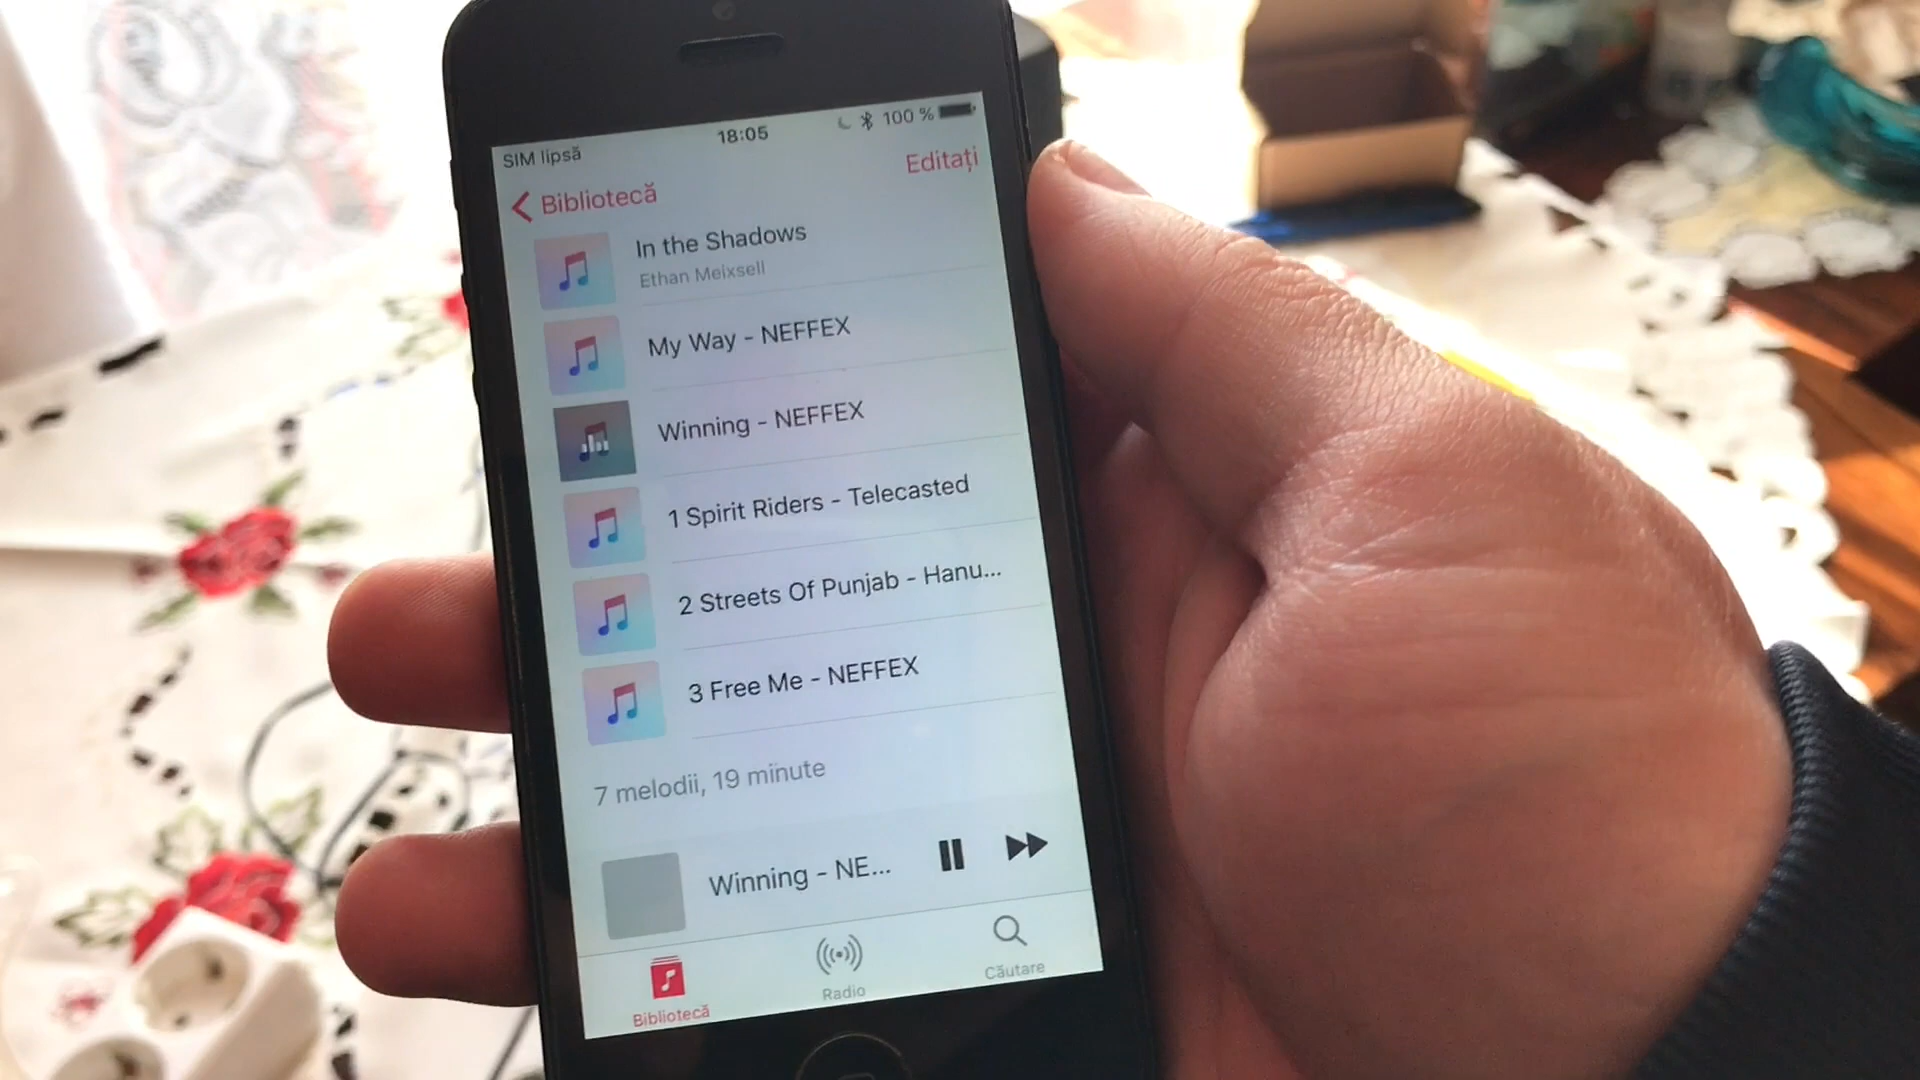 SIM lipsă 18:05 100 %
Bibliotecă Editați
In the Shadows
Ethan Meixsell
My Way - NEFFEX
Winning - NEFFEX
1 Spirit Riders - Telecasted
2 Streets Of Punjab - Hanu...
3 Free Me - NEFFEX
7 melodii, 19 minute
Winning - NE...
Bibliotecă Radio Căutare